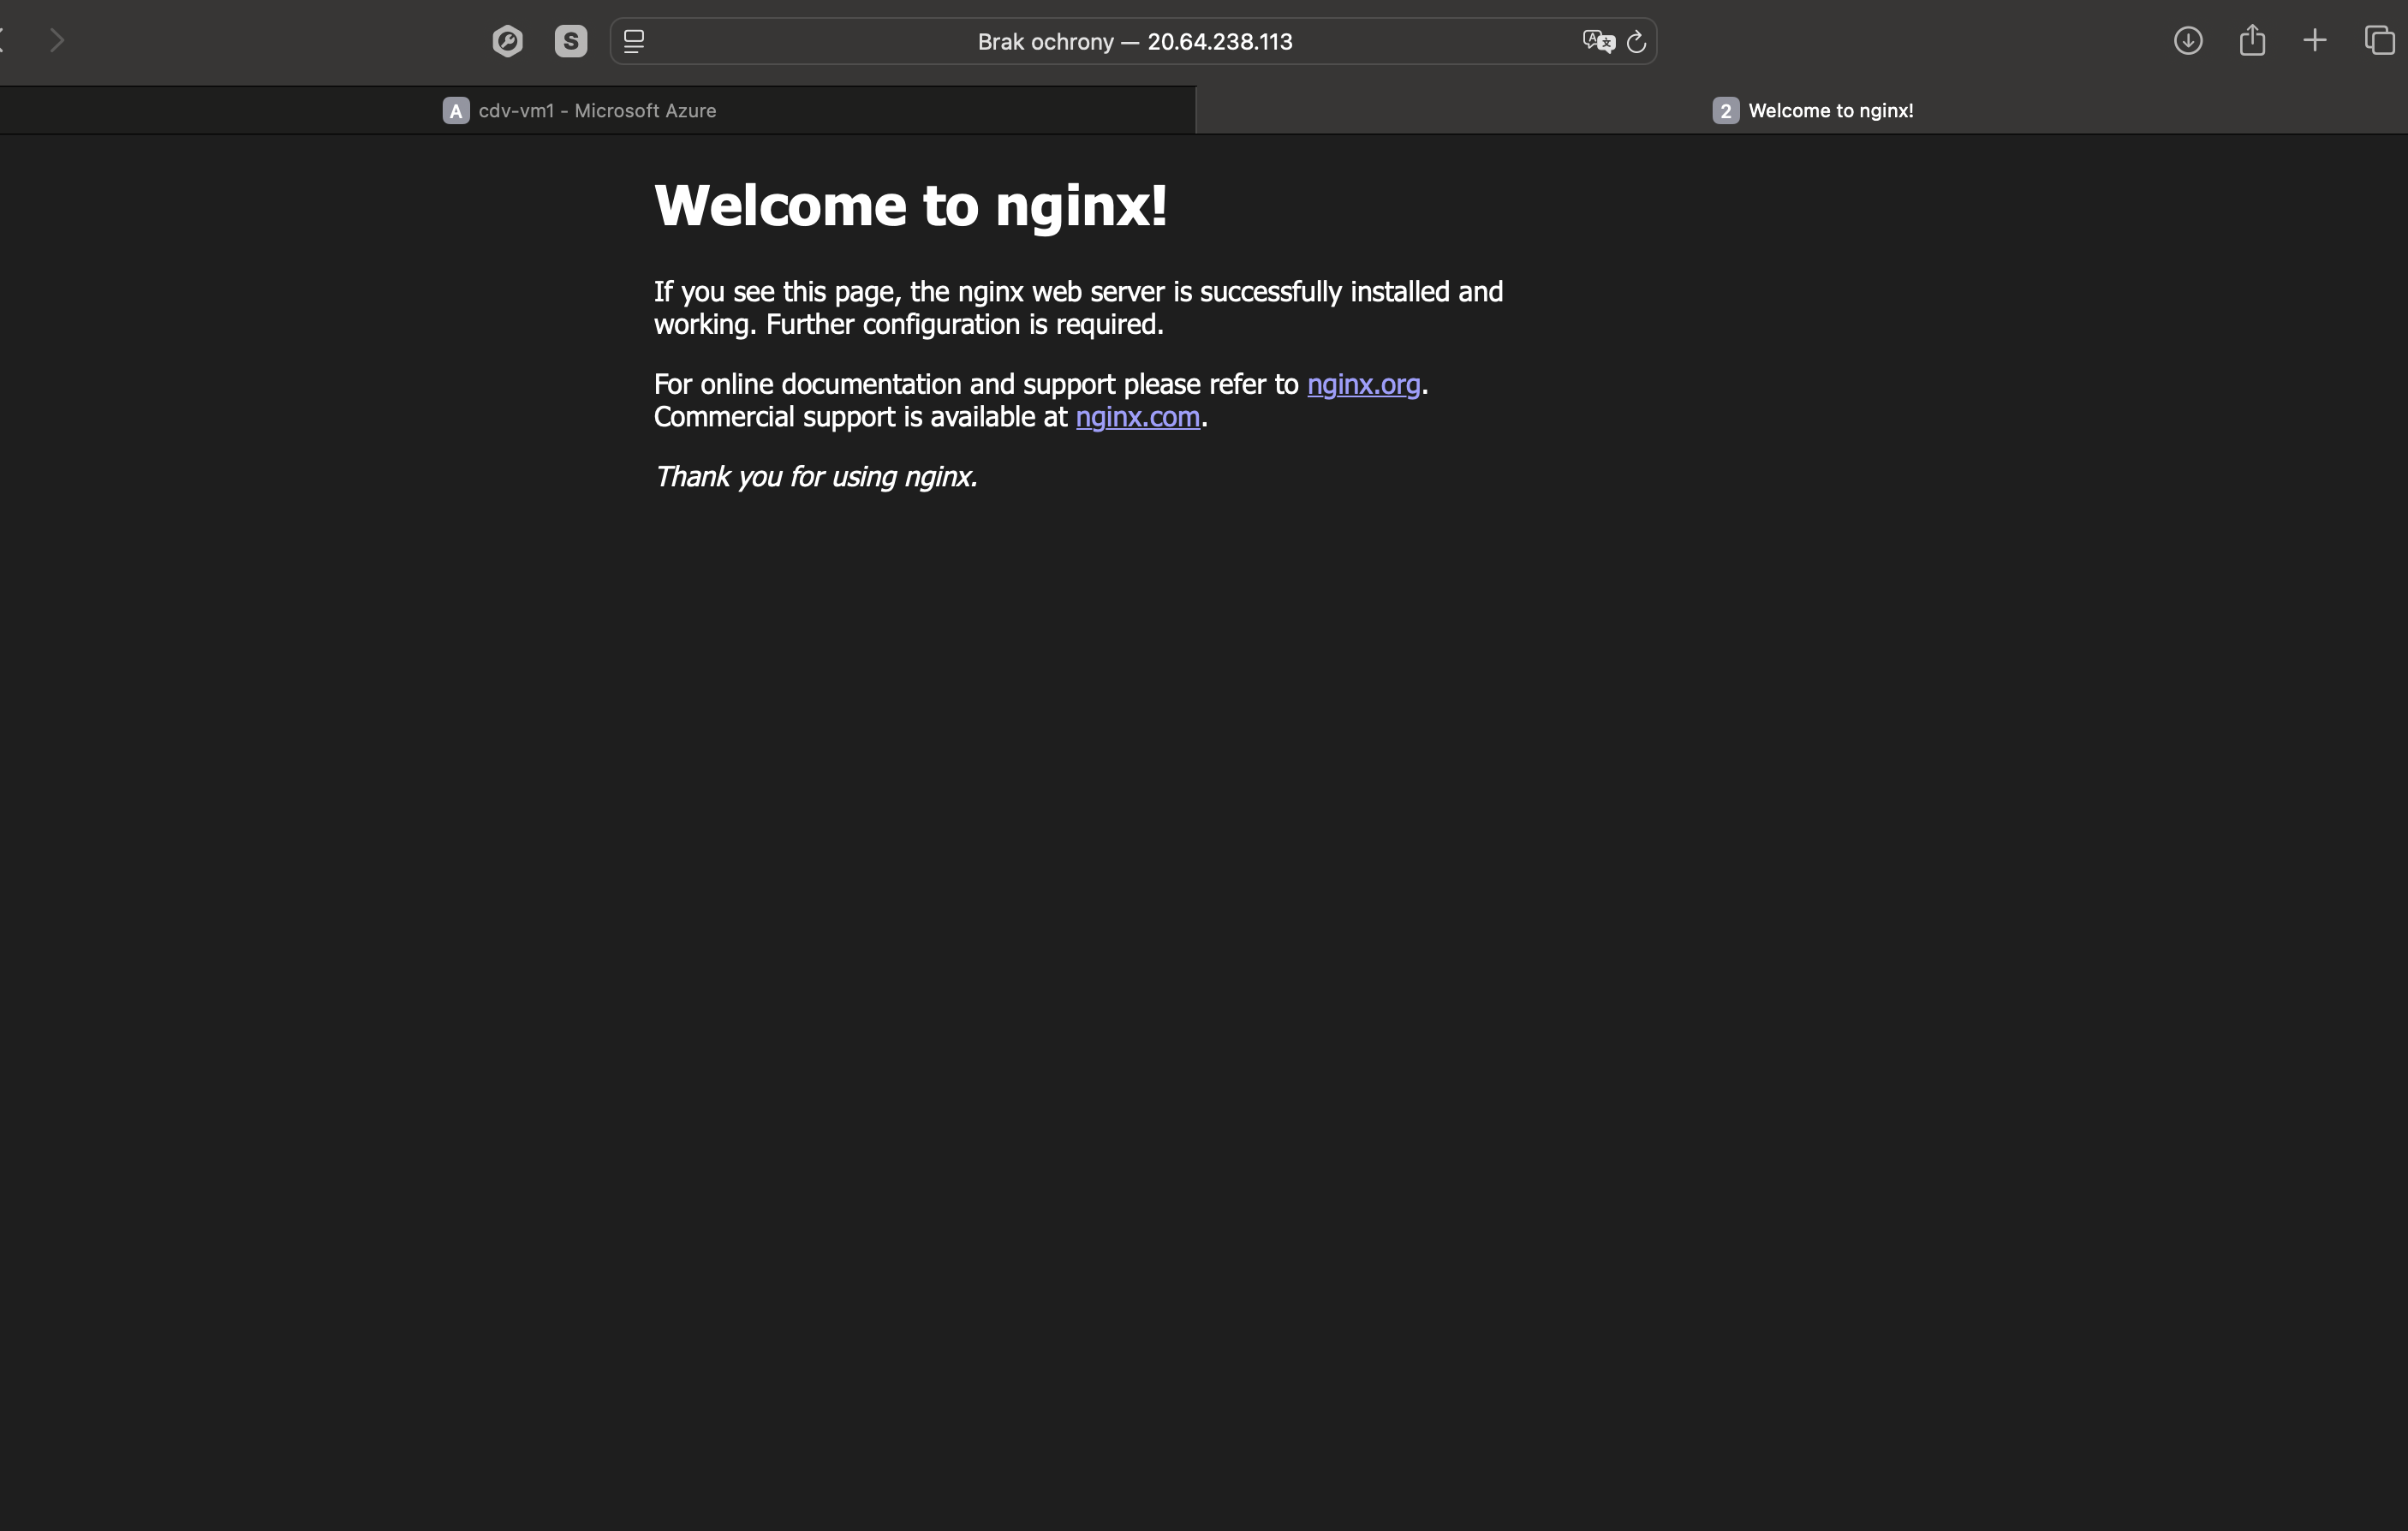 S
Brak ochrony — 20.64.238.113
A cdv-vm1 - Microsoft Azure
2 Welcome to nginx!
Welcome to nginx!
If you see this page, the nginx web server is successfully installed and
working. Further configuration is required.
For online documentation and support please refer to nginx.org.
Commercial support is available at nginx.com.
Thank you for using nginx.